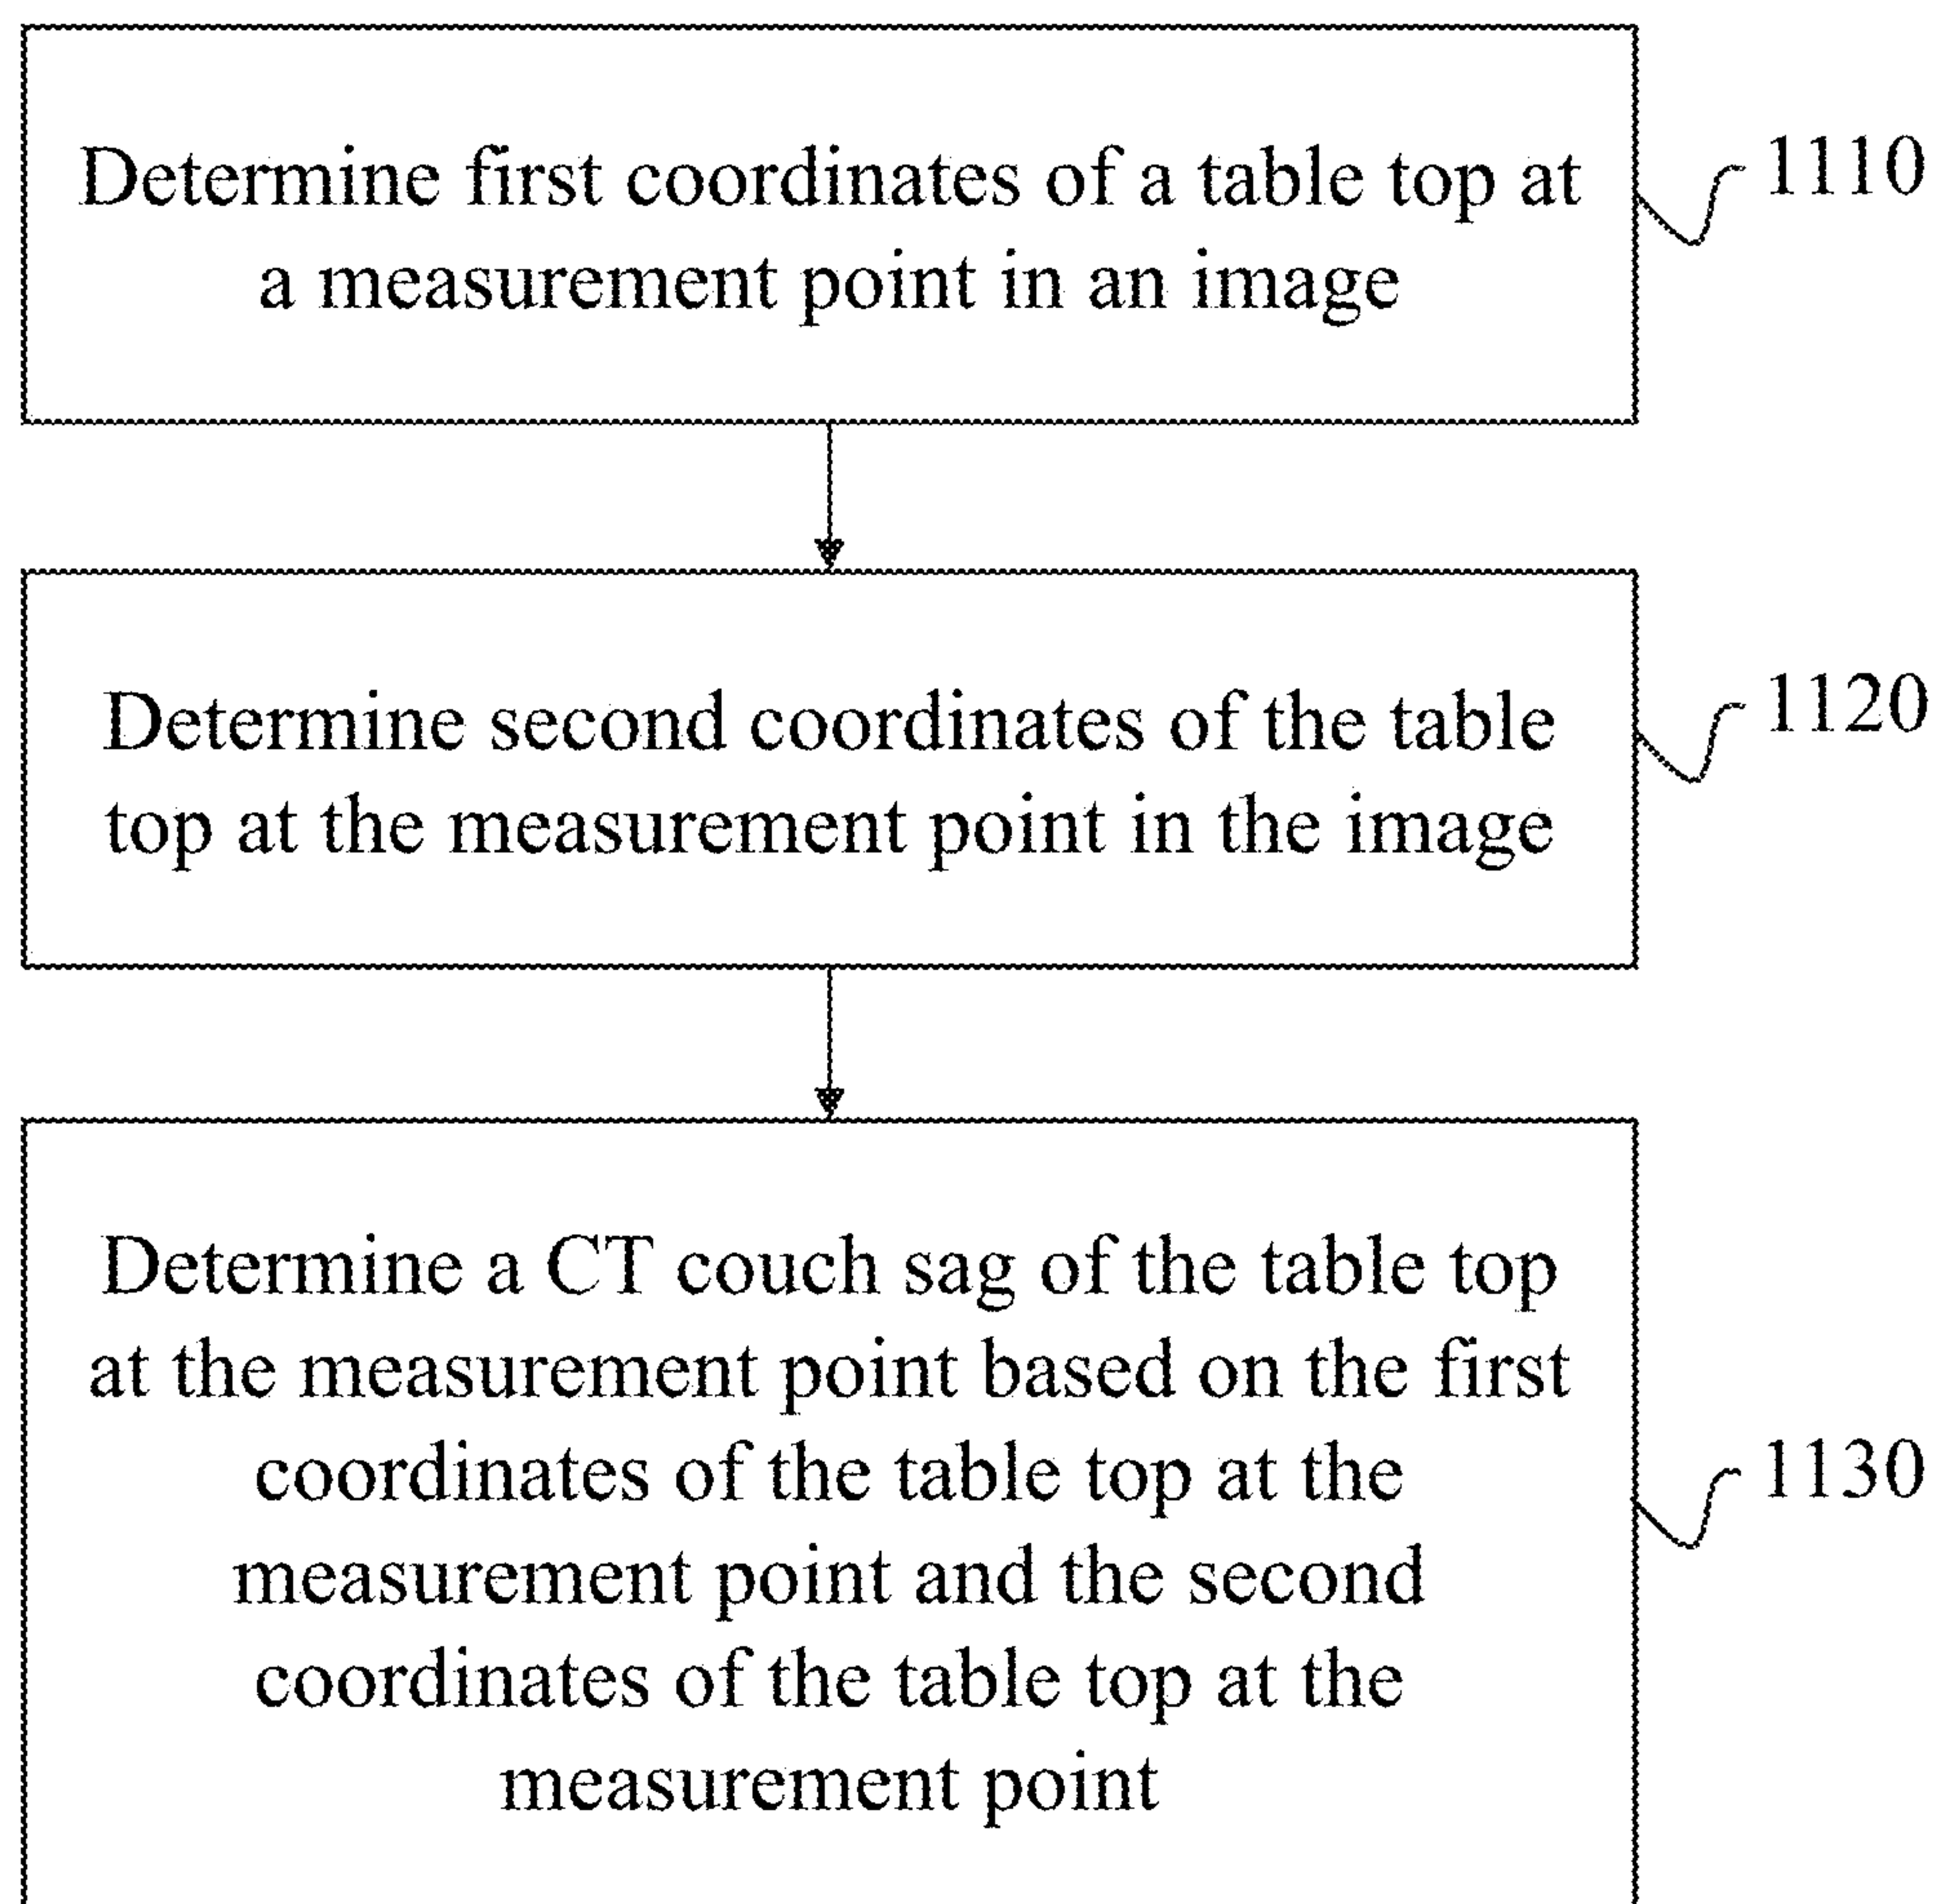 Determine first coordinates of a table top at
a measurement point in an image
1110
Determine second coordinates of the table
top at the measurement point in the image
1120
Determine a CT couch sag of the table top
at the measurement point based on the first
coordinates of the table top at the
measurement point and the second
coordinates of the table top at the
measurement point
1130